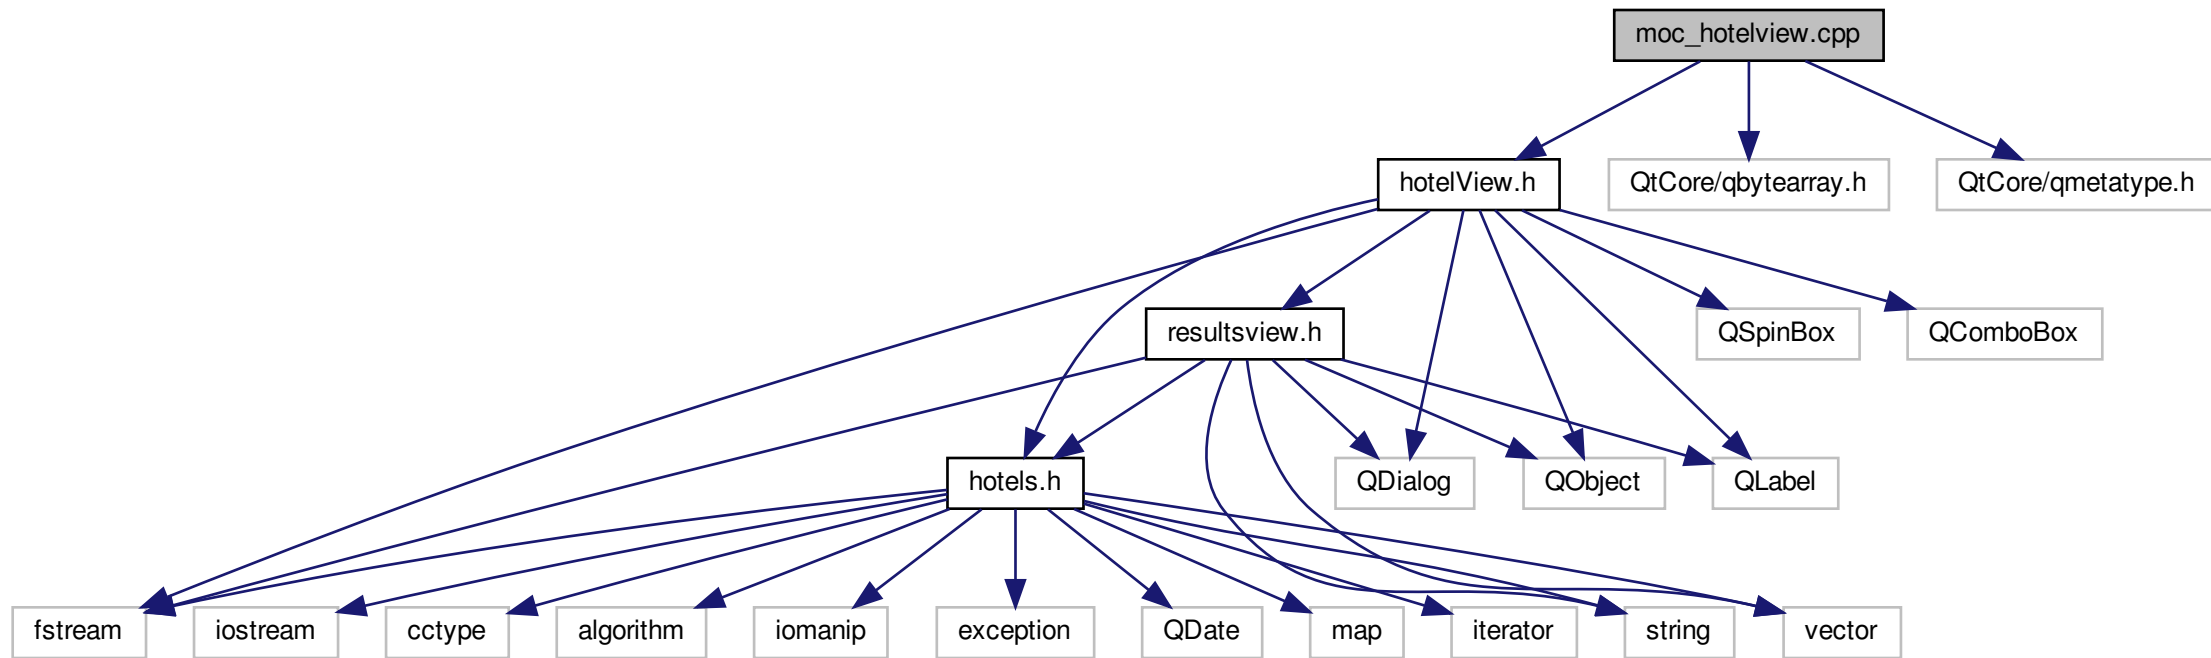 moc_hotelview.cpp
hotelView.h
QtCore/qbytearray.h
QtCore/qmetatype.h
resultsview.h
QSpinBox
QComboBox
hotels.h
QDialog
QObject
QLabel
fstream
iostream
cctype
algorithm
iomanip
exception
QDate
map
iterator
string
vector